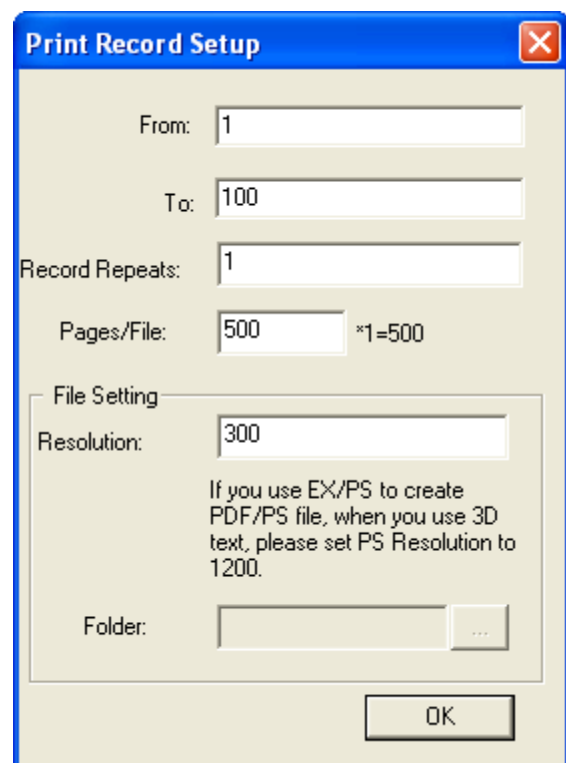 Print Record Setup
From: 1
To: 100
Record Repeats: 1
Pages/File: 500 *1=500
File Setting
Resolution: 300
If you use EX/PS to create
PDF/PS file, when you use 3D
text, please set PS Resolution to
1200.
Folder: ...
OK